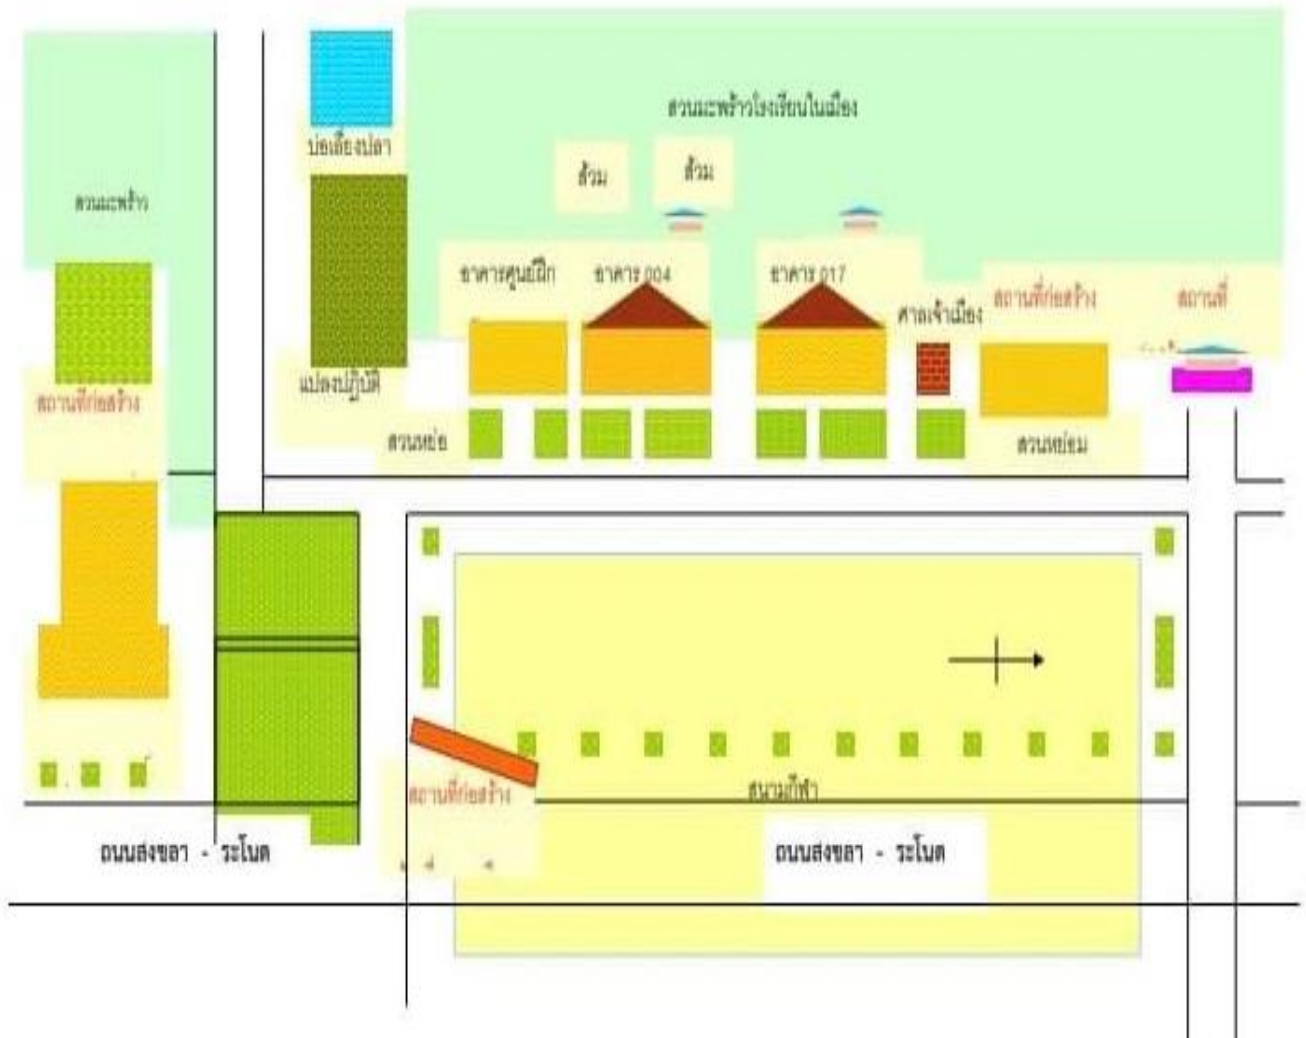 สวนมะพร้าวโรงเรียนในเมือง
บ่อเลี้ยงปลา
ส้วม
ส้วม
สวนมะพร้าว
อาคารศูนย์ฝึก
อาคาร 004
อาคาร 017
สถานที่ก่อสร้าง
สถานที่
ศาลเจ้าเมือง
แปลงปฏิบัติ
สถานที่ก่อสร้าง
สวนหย่อ
สวนหย่อม
สถานที่ก่อสร้าง
สนามกีฬา
ถนนสงขลา - ระโนด
ถนนสงขลา - ระโนด